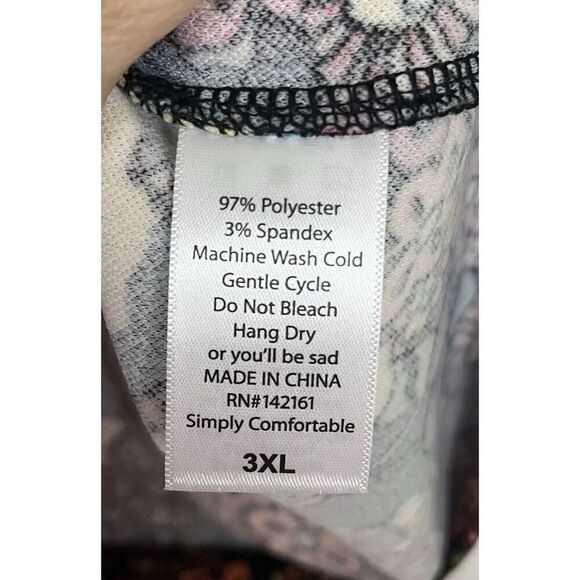 97% Polyester
3% Spandex
Machine Wash Cold
Gentle Cycle
Do Not Bleach
Hang Dry
or you'll be sad
MADE IN CHINA
RN#142161
Simply Comfortable
3XL